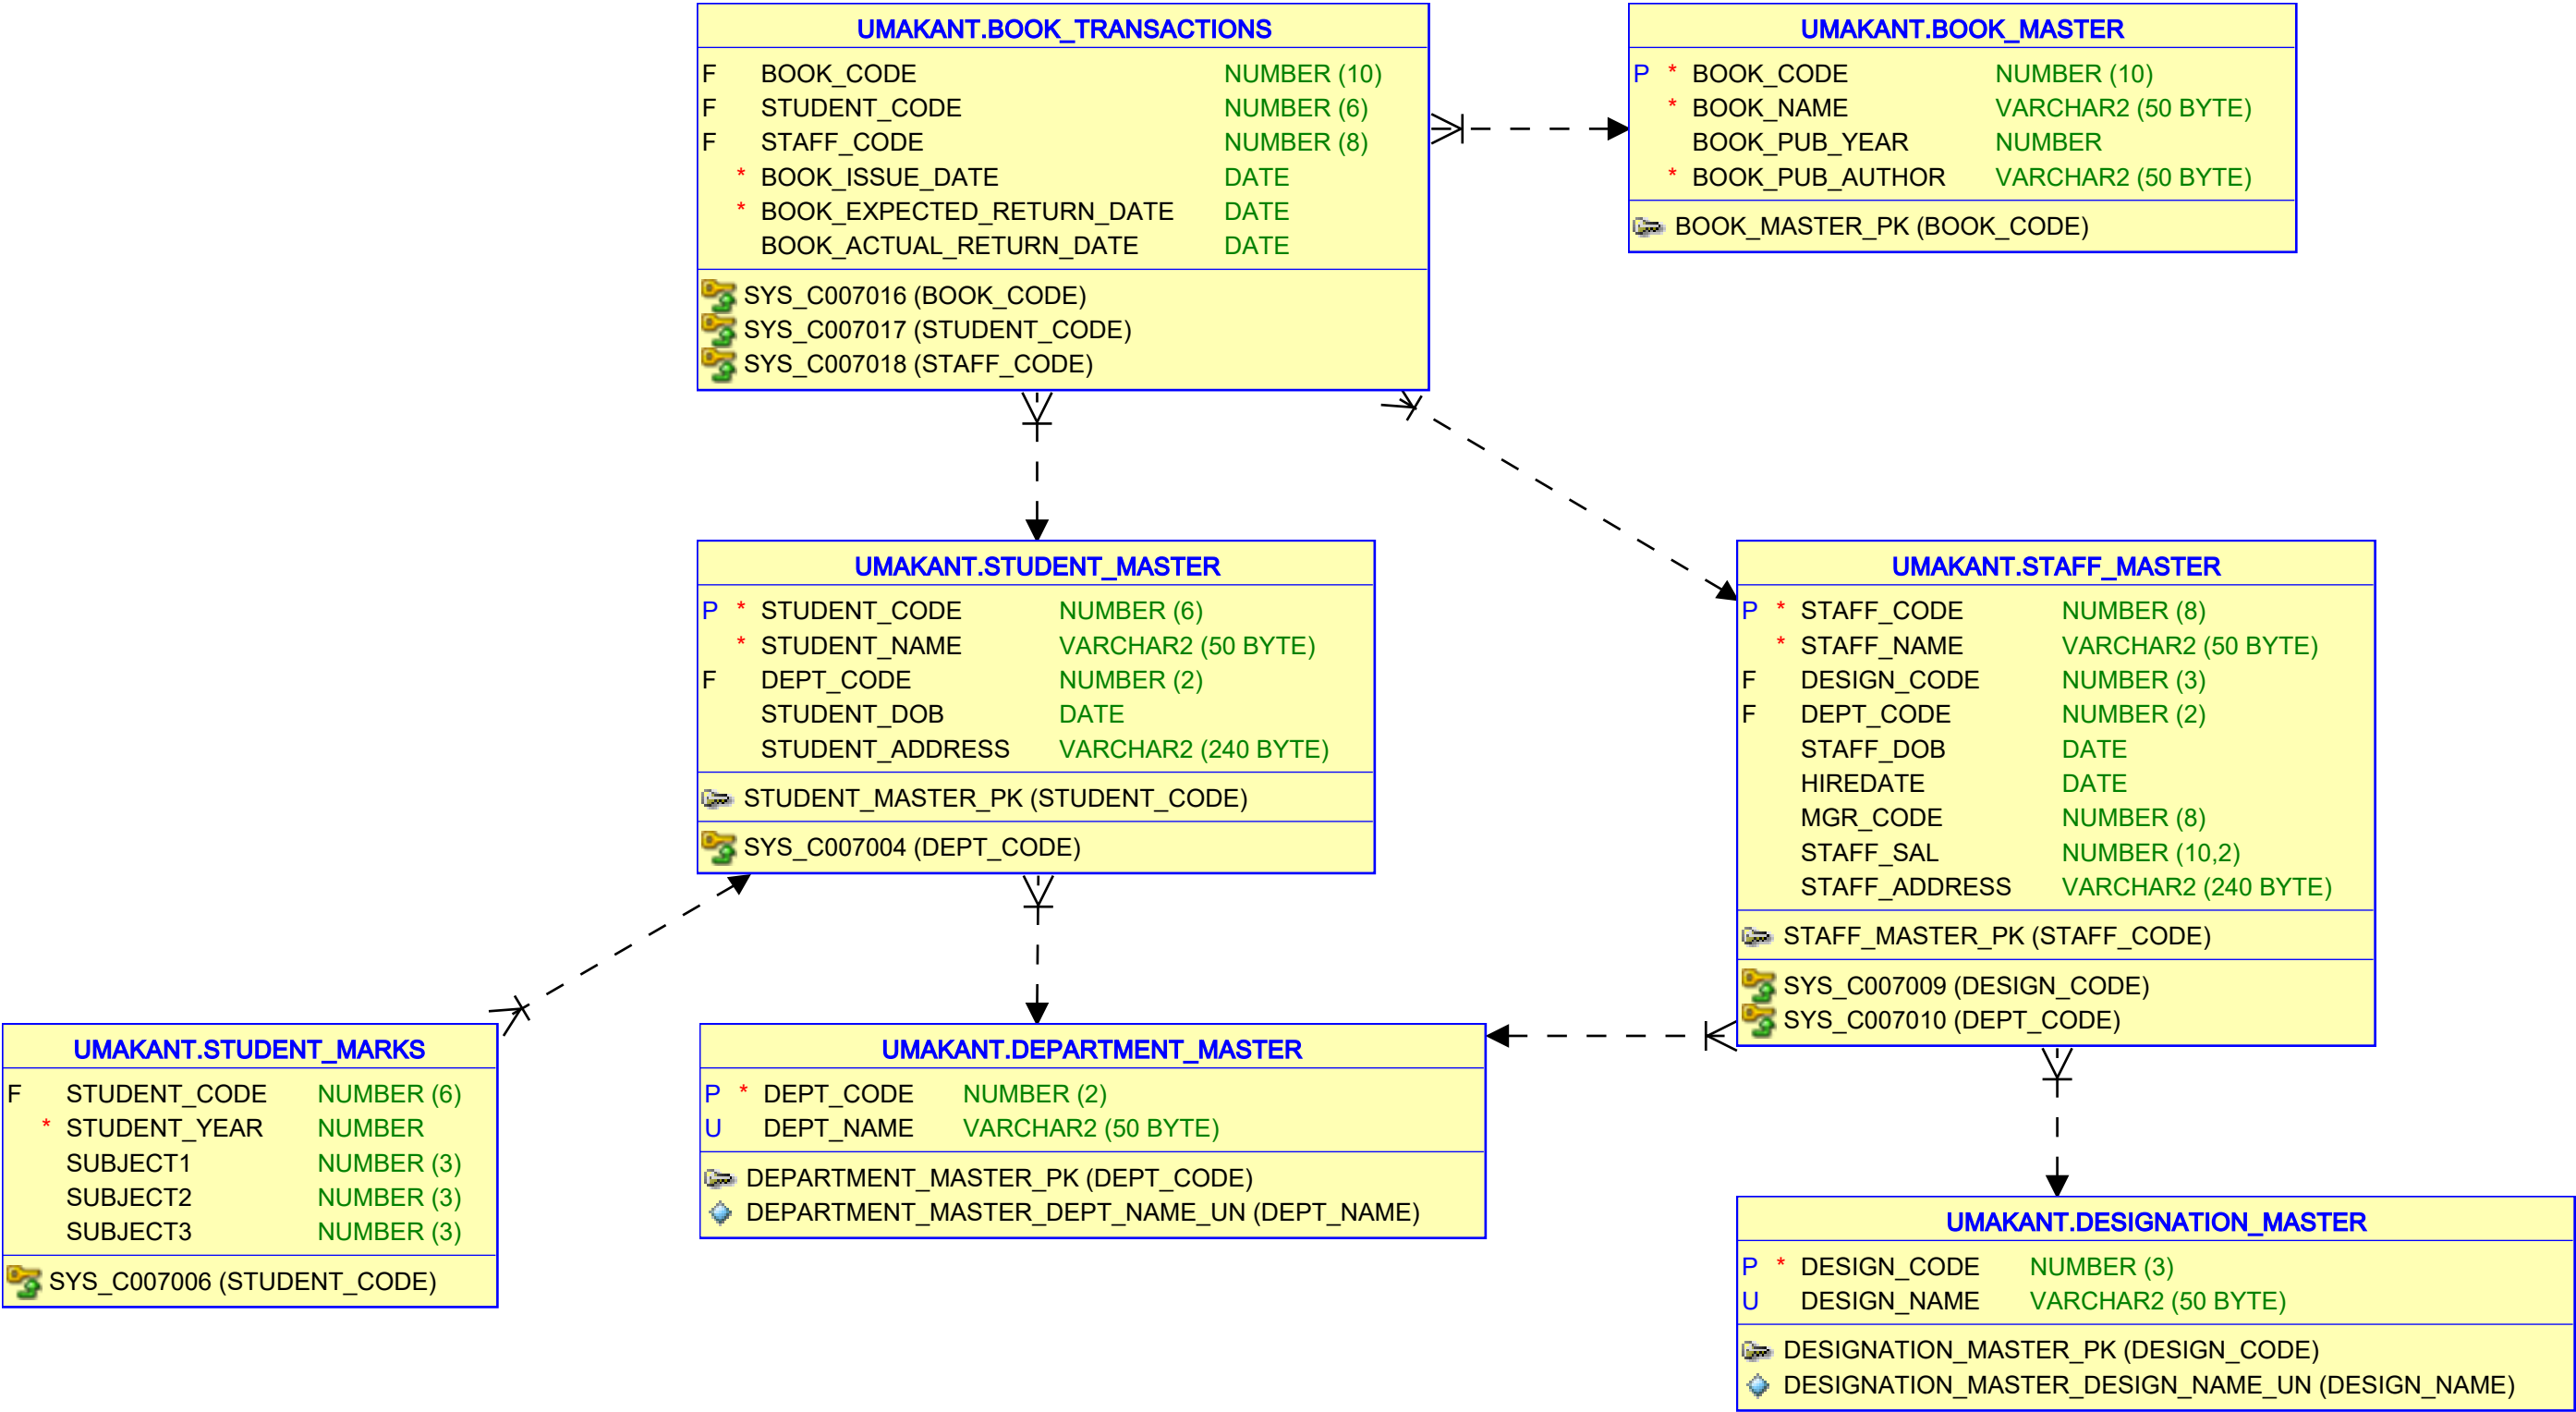 UMAKANT.BOOK_TRANSACTIONS
F BOOK_CODE NUMBER (10)
F STUDENT_CODE NUMBER (6)
F STAFF_CODE NUMBER (8)
* BOOK_ISSUE_DATE DATE
* BOOK_EXPECTED_RETURN_DATE DATE
BOOK_ACTUAL_RETURN_DATE DATE
SYS_C007016 (BOOK_CODE)
SYS_C007017 (STUDENT_CODE)
SYS_C007018 (STAFF_CODE)
UMAKANT.BOOK_MASTER
P * BOOK_CODE NUMBER (10)
* BOOK_NAME VARCHAR2 (50 BYTE)
BOOK_PUB_YEAR NUMBER
* BOOK_PUB_AUTHOR VARCHAR2 (50 BYTE)
BOOK_MASTER_PK (BOOK_CODE)
UMAKANT.STUDENT_MASTER
P * STUDENT_CODE NUMBER (6)
* STUDENT_NAME VARCHAR2 (50 BYTE)
F DEPT_CODE NUMBER (2)
STUDENT_DOB DATE
STUDENT_ADDRESS VARCHAR2 (240 BYTE)
STUDENT_MASTER_PK (STUDENT_CODE)
SYS_C007004 (DEPT_CODE)
UMAKANT.STAFF_MASTER
P * STAFF_CODE NUMBER (8)
* STAFF_NAME VARCHAR2 (50 BYTE)
F DESIGN_CODE NUMBER (3)
F DEPT_CODE NUMBER (2)
STAFF_DOB DATE
HIREDATE DATE
MGR_CODE NUMBER (8)
STAFF_SAL NUMBER (10,2)
STAFF_ADDRESS VARCHAR2 (240 BYTE)
STAFF_MASTER_PK (STAFF_CODE)
SYS_C007009 (DESIGN_CODE)
SYS_C007010 (DEPT_CODE)
UMAKANT.STUDENT_MARKS
F STUDENT_CODE NUMBER (6)
* STUDENT_YEAR NUMBER
SUBJECT1 NUMBER (3)
SUBJECT2 NUMBER (3)
SUBJECT3 NUMBER (3)
SYS_C007006 (STUDENT_CODE)
UMAKANT.DEPARTMENT_MASTER
P * DEPT_CODE NUMBER (2)
U DEPT_NAME VARCHAR2 (50 BYTE)
DEPARTMENT_MASTER_PK (DEPT_CODE)
DEPARTMENT_MASTER_DEPT_NAME_UN (DEPT_NAME)
UMAKANT.DESIGNATION_MASTER
P * DESIGN_CODE NUMBER (3)
U DESIGN_NAME VARCHAR2 (50 BYTE)
DESIGNATION_MASTER_PK (DESIGN_CODE)
DESIGNATION_MASTER_DESIGN_NAME_UN (DESIGN_NAME)